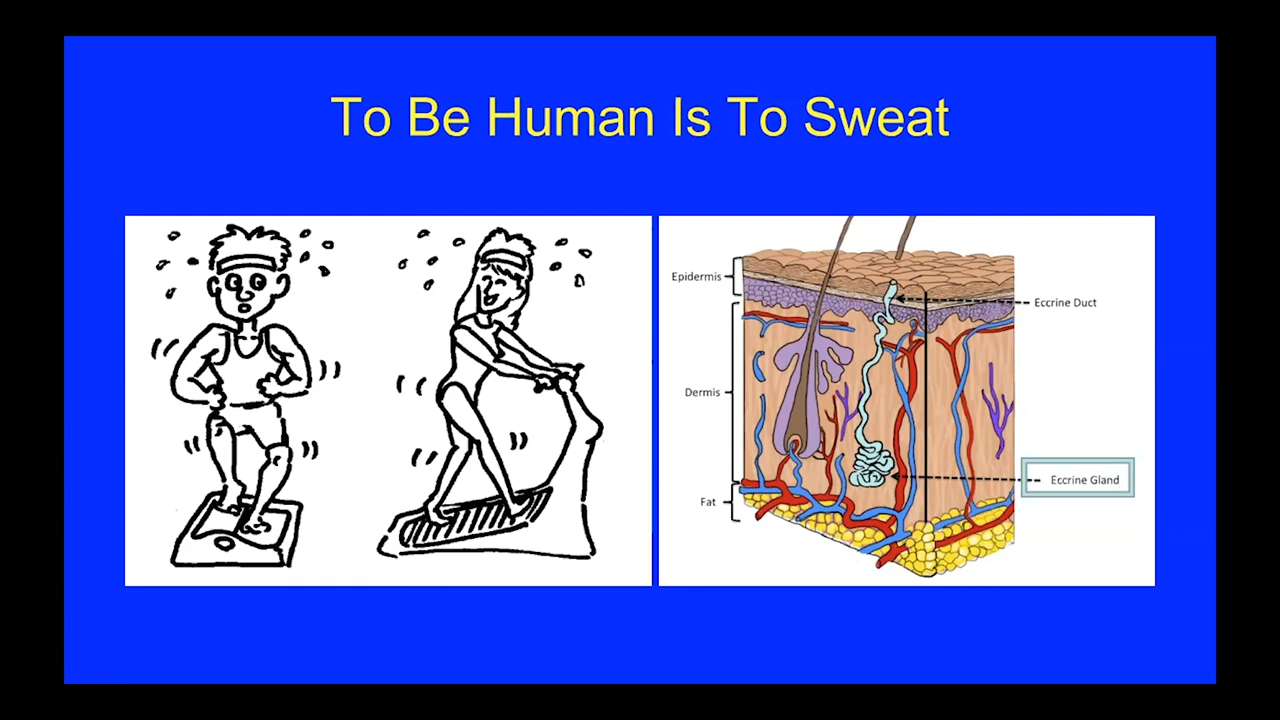 To Be Human Is To Sweat
Epidermis
Eccrine Duct
Dermis
Eccrine Gland
Fat